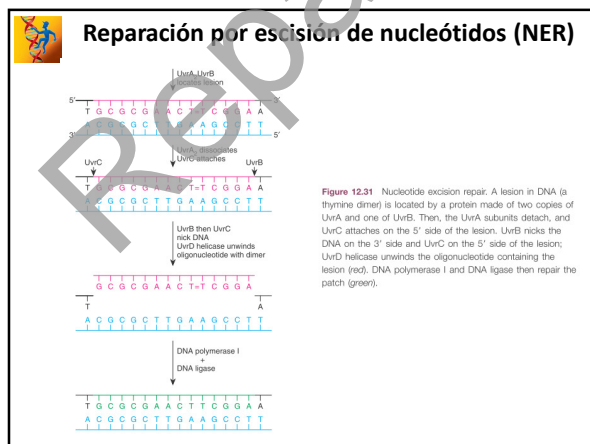 Reparación por escisión de nucleótidos (NER)
UvrA, UvrB
locates lesion
5' 3'
T G C G C G A A C T=T C G G A A
A C G C G C T T G A A G C C T T
3' 5'
UvrA, dissociates
UvrC attaches
UvrC UvrB
T G C G C G A A C T=T C G G A A
A C G C G C T T G A A G C C T T
UvrB then UvrC
nick DNA
UvrD helicase unwinds
oligonucleotide with dimer
G C G C G A A C T=T C G G A
T A
A C G C G C T T G A A G C C T T
DNA polymerase I
+
DNA ligase
T G C G C G A A C T T C G G A A
A C G C G C T T G A A G C C T T
Figure 12.31 Nucleotide excision repair. A lesion in DNA (a
thymine dimer) is located by a protein made of two copies of
UvrA and one of UvrB. Then, the UvrA subunits detach, and
UvrC attaches on the 5' side of the lesion. UvrB nicks the
DNA on the 3' side and UvrC on the 5' side of the lesion;
UvrD helicase unwinds the oligonucleotide containing the
lesion (red). DNA polymerase I and DNA ligase then repair the
patch (green).